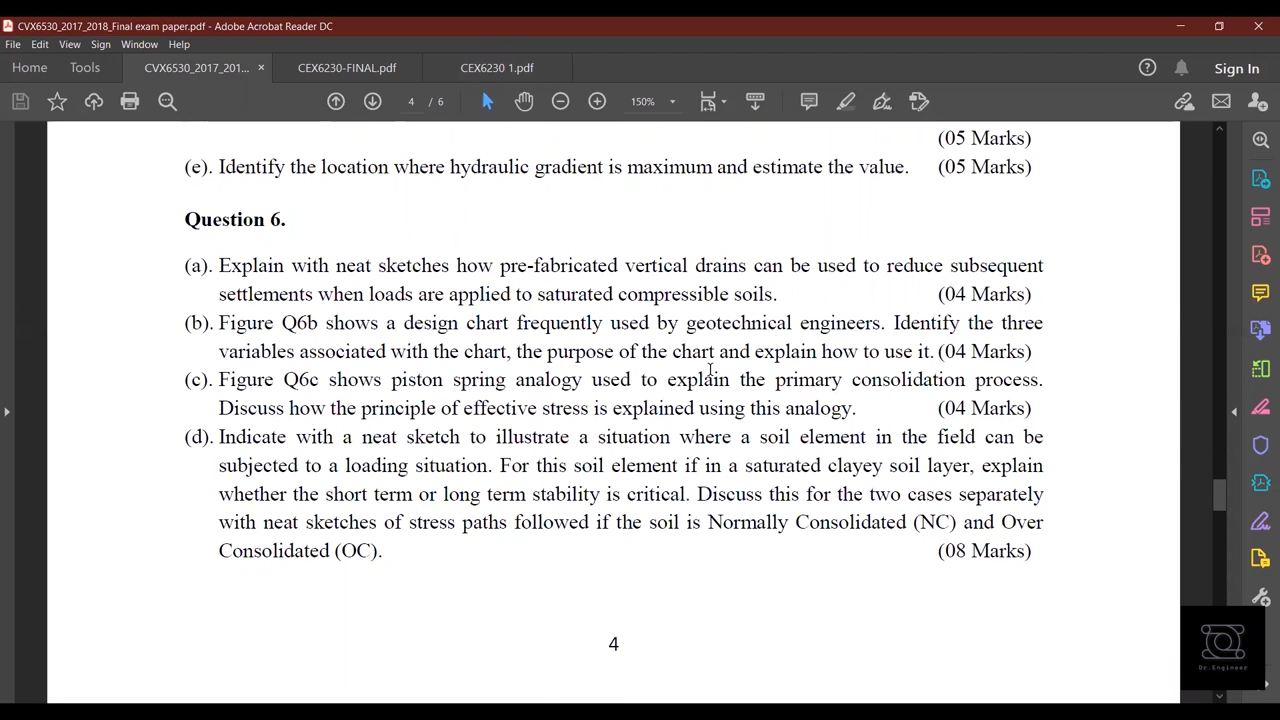 CVX6530_2017_2018_Final exam paper.pdf - Adobe Acrobat Reader DC
File Edit View Sign Window Help
Home Tools CVX6530_2017_201... × CEX6230-FINAL.pdf CEX6230 1.pdf Sign In
4 / 6 150%
(05 Marks)
(e). Identify the location where hydraulic gradient is maximum and estimate the value. (05 Marks)
Question 6.
(a). Explain with neat sketches how pre-fabricated vertical drains can be used to reduce subsequent
settlements when loads are applied to saturated compressible soils. (04 Marks)
(b). Figure Q6b shows a design chart frequently used by geotechnical engineers. Identify the three
variables associated with the chart, the purpose of the chart and explain how to use it. (04 Marks)
(c). Figure Q6c shows piston spring analogy used to explain the primary consolidation process.
Discuss how the principle of effective stress is explained using this analogy. (04 Marks)
(d). Indicate with a neat sketch to illustrate a situation where a soil element in the field can be
subjected to a loading situation. For this soil element if in a saturated clayey soil layer, explain
whether the short term or long term stability is critical. Discuss this for the two cases separately
with neat sketches of stress paths followed if the soil is Normally Consolidated (NC) and Over
Consolidated (OC). (08 Marks)
4
Dr.Engineer